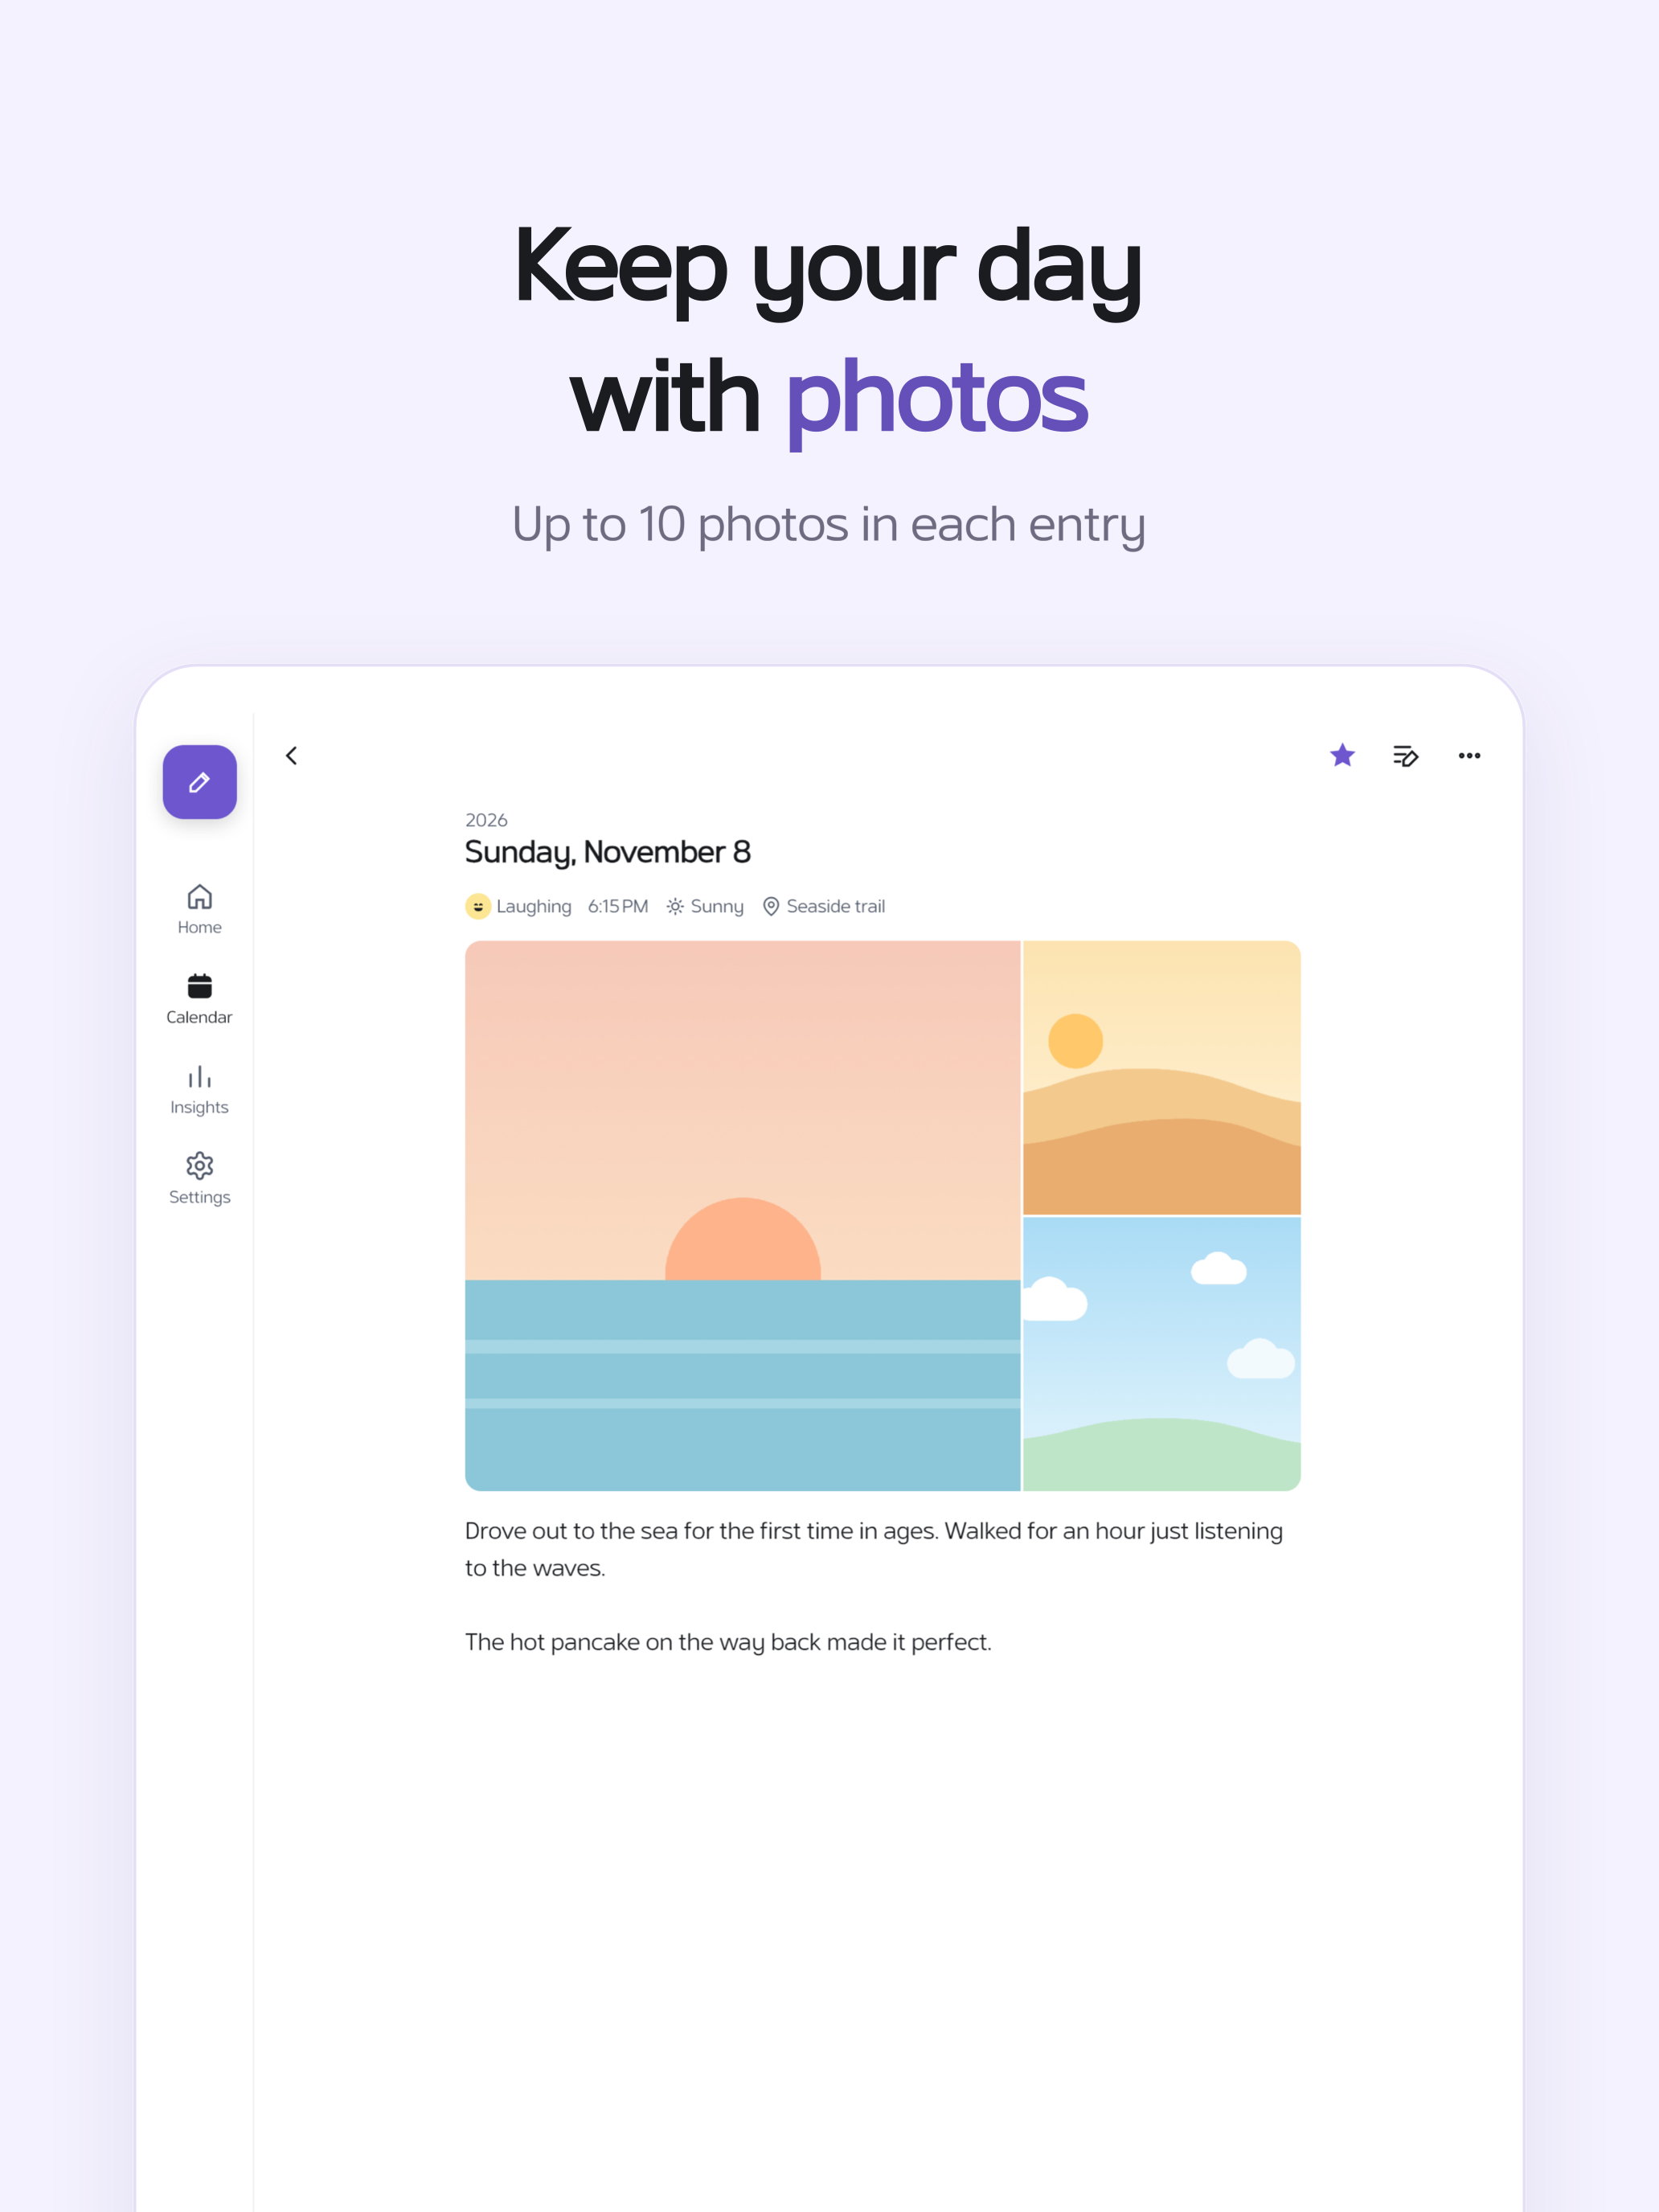 Keep your day
with photos
Up to 10 photos in each entry
2026
Sunday, November 8
Laughing 6:15 PM Sunny Seaside trail
Home
Calendar
Insights
Settings
Drove out to the sea for the first time in ages. Walked for an hour just listening
to the waves.
The hot pancake on the way back made it perfect.